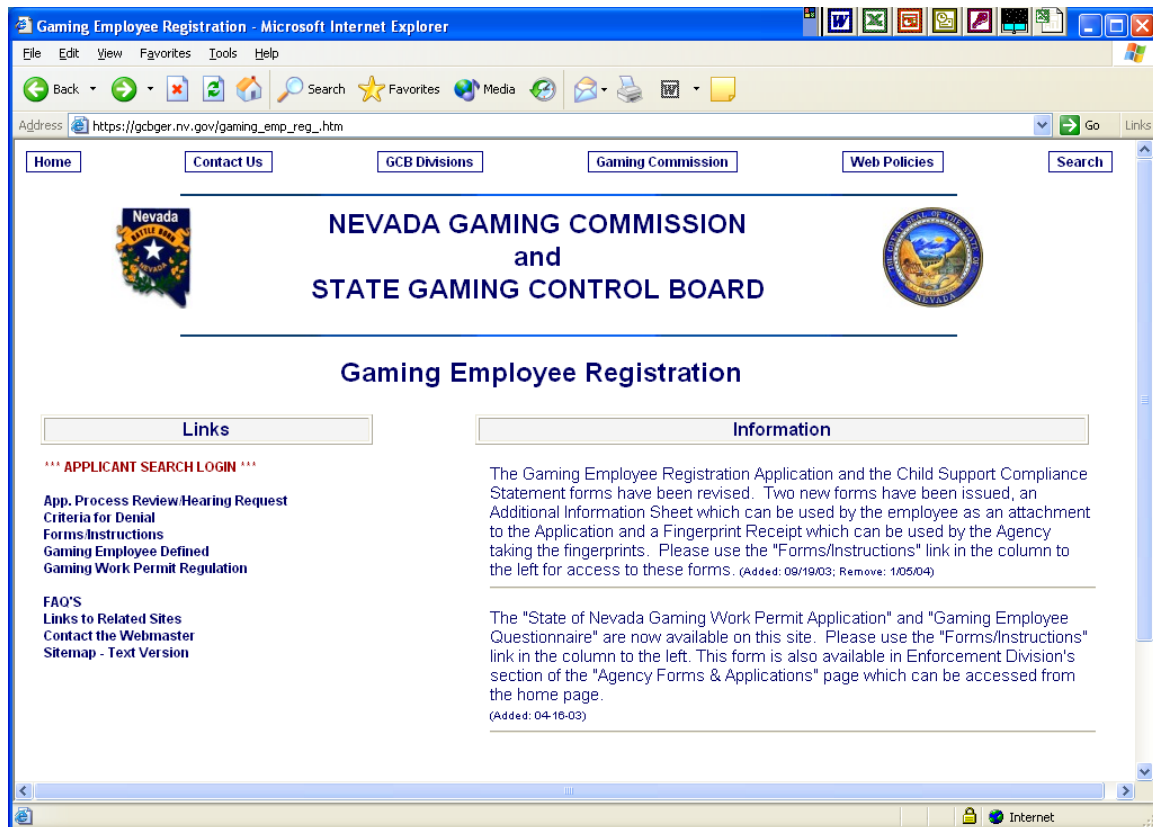 Gaming Employee Registration - Microsoft Internet Explorer
File Edit View Favorites Tools Help
Back Search Favorites Media
Address https://gcbger.nv.gov/gaming_emp_reg_.htm Go Links
Home Contact Us GCB Divisions Gaming Commission Web Policies Search
Nevada
BATTLE BORN
NEVADA
NEVADA GAMING COMMISSION
and
STATE GAMING CONTROL BOARD
THE GREAT SEAL OF THE STATE OF
NEVADA
Gaming Employee Registration
Links
*** APPLICANT SEARCH LOGIN ***
App. Process Review/Hearing Request
Criteria for Denial
Forms/Instructions
Gaming Employee Defined
Gaming Work Permit Regulation
FAQ'S
Links to Related Sites
Contact the Webmaster
Sitemap - Text Version
Information
The Gaming Employee Registration Application and the Child Support Compliance
Statement forms have been revised. Two new forms have been issued, an
Additional Information Sheet which can be used by the employee as an attachment
to the Application and a Fingerprint Receipt which can be used by the Agency
taking the fingerprints. Please use the "Forms/Instructions" link in the column to
the left for access to these forms. (Added: 09/19/03; Remove: 1/05/04)
The "State of Nevada Gaming Work Permit Application" and "Gaming Employee
Questionnaire" are now available on this site. Please use the "Forms/Instructions"
link in the column to the left. This form is also available in Enforcement Division's
section of the "Agency Forms & Applications" page which can be accessed from
the home page.
(Added: 04-16-03)
Internet